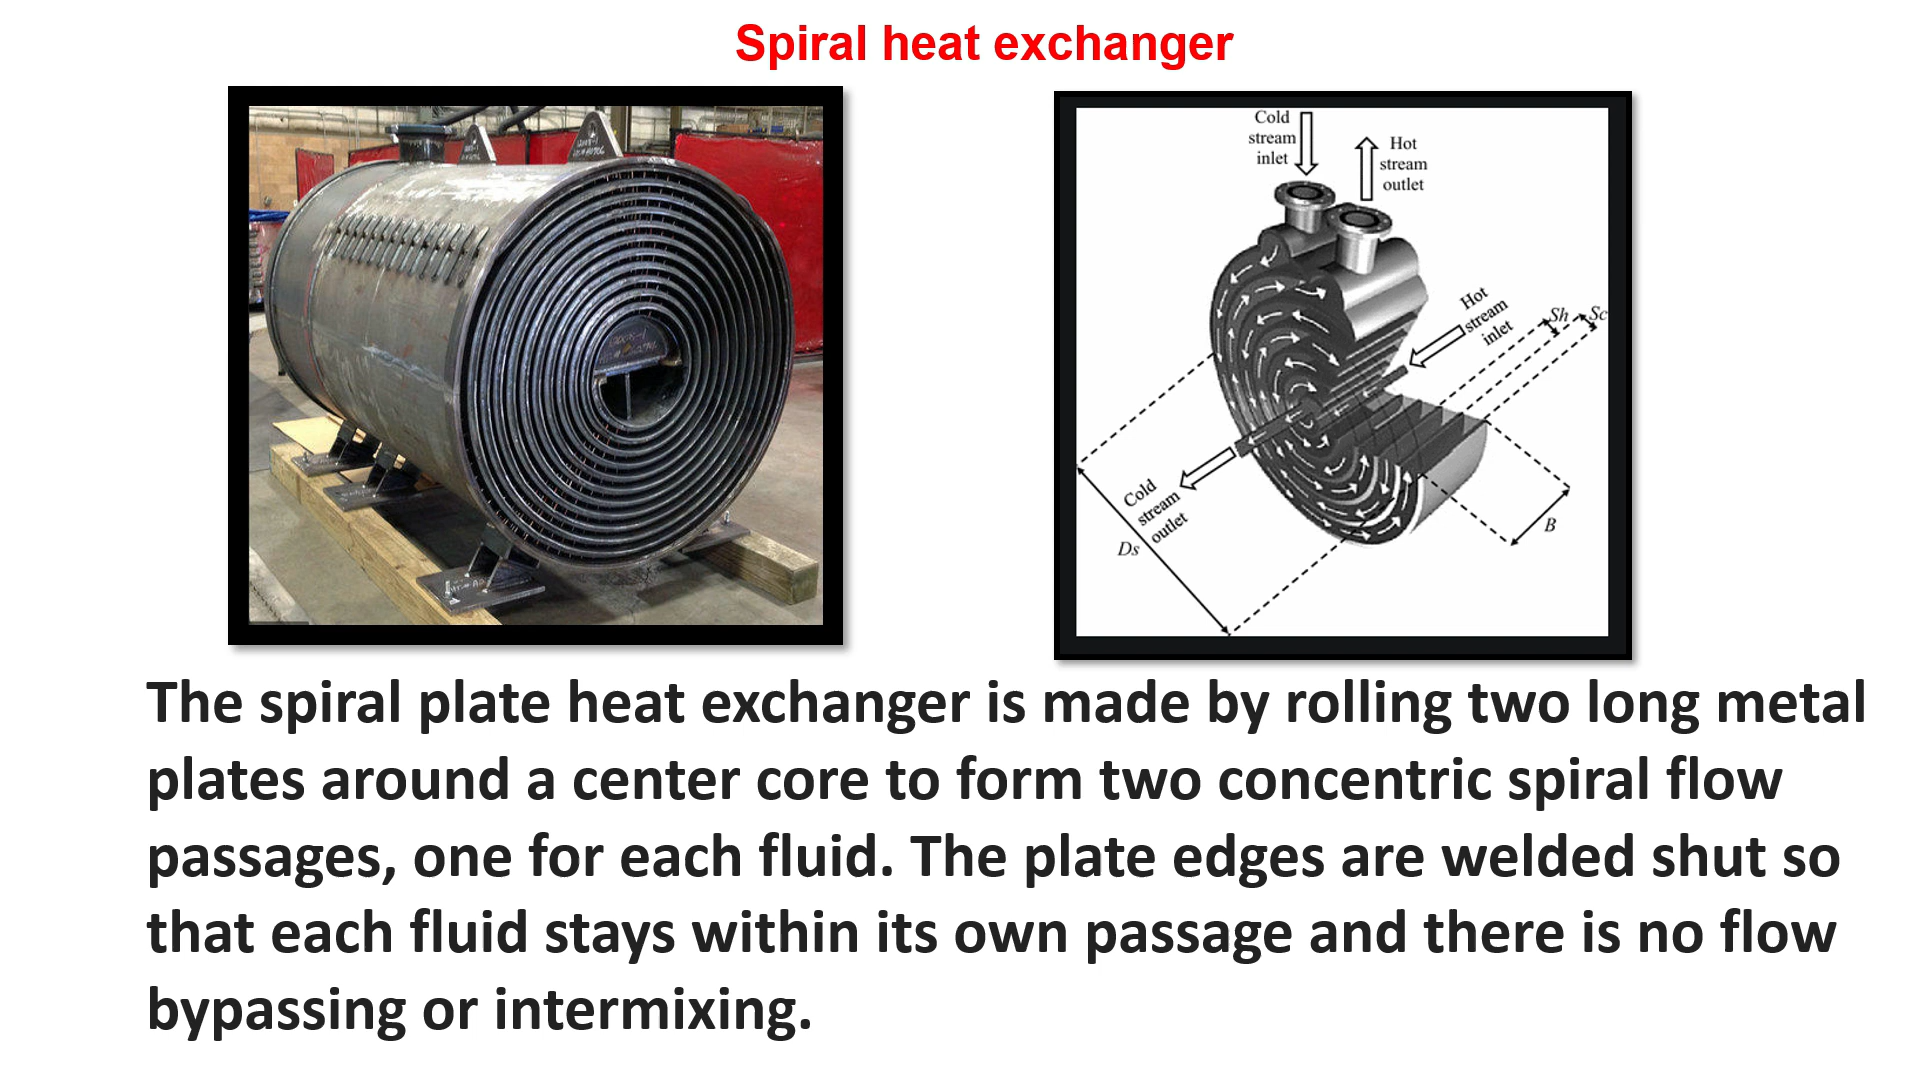 Spiral heat exchanger
Cold
stream
inlet
Hot
stream
outlet
Hot
stream
inlet
Sh
Sc
Cold
stream
outlet
Ds
B
The spiral plate heat exchanger is made by rolling two long metal
plates around a center core to form two concentric spiral flow
passages, one for each fluid. The plate edges are welded shut so
that each fluid stays within its own passage and there is no flow
bypassing or intermixing.